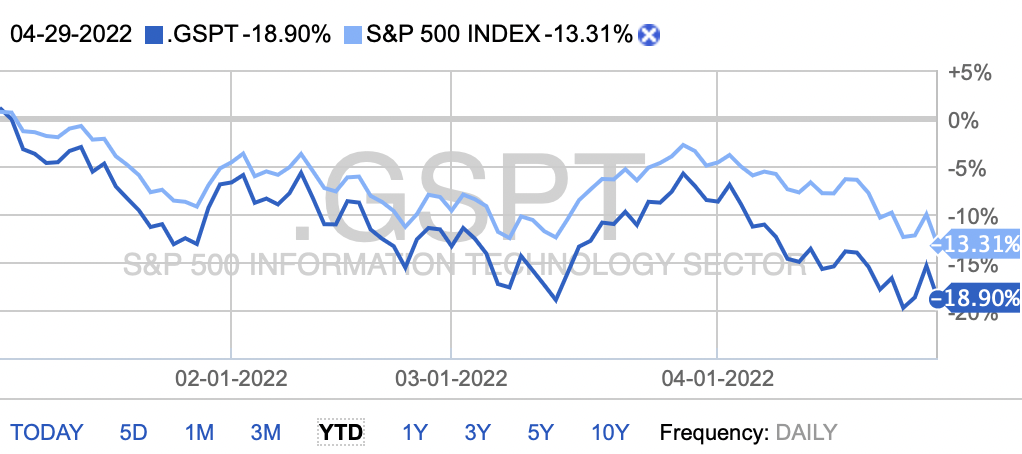 04-29-2022 .GSPT -18.90% S&P 500 INDEX -13.31%
+5%
0%
-5%
-10%
-13.31%
-15%
-18.90%
-20%
.GSPT
S&P 500 INFORMATION TECHNOLOGY SECTOR
02-01-2022 03-01-2022 04-01-2022
TODAY 5D 1M 3M YTD 1Y 3Y 5Y 10Y Frequency: DAILY